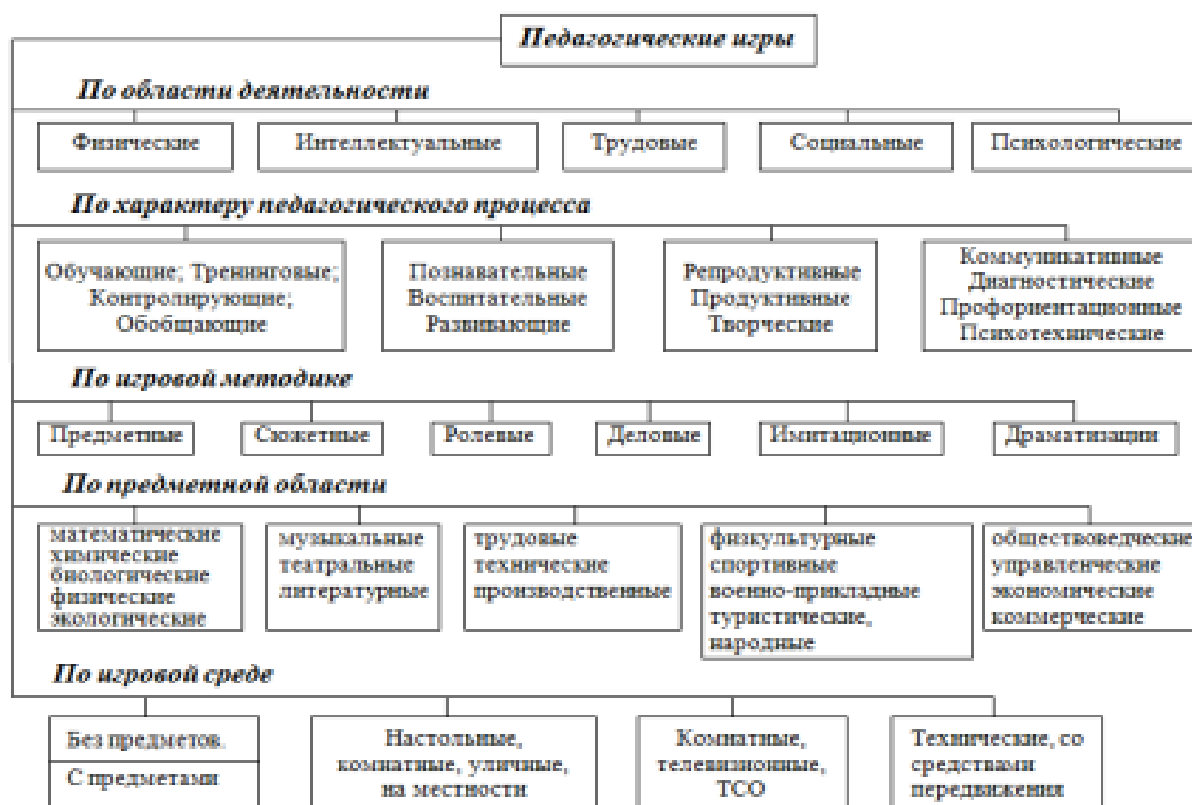 Педагогические игры
По области деятельности
Физические
Интеллектуальные
Трудовые
Социальные
Психологические
По характеру педагогического процесса
Обучающие; Тренинговые;
Контролирующие;
Обобщающие
Познавательные
Воспитательные
Развивающие
Репродуктивные
Продуктивные
Творческие
Коммуникативные
Диагностические
Профориентационные
Психотехнические
По игровой методике
Предметные
Сюжетные
Ролевые
Деловые
Имитационные
Драматизации
По предметной области
математические
химические
биологические
физические
экологические
музыкальные
театральные
литературные
трудовые
технические
производственные
физкультурные
спортивные
военно-прикладные
туристические,
народные
обществоведческие
управленческие
экономические
коммерческие
По игровой среде
Без предметов.
С предметами
Настольные,
комнатные, уличные,
на местности
Комнатные,
телевизионные,
ТСО
Технические, со
средствами
передвижения